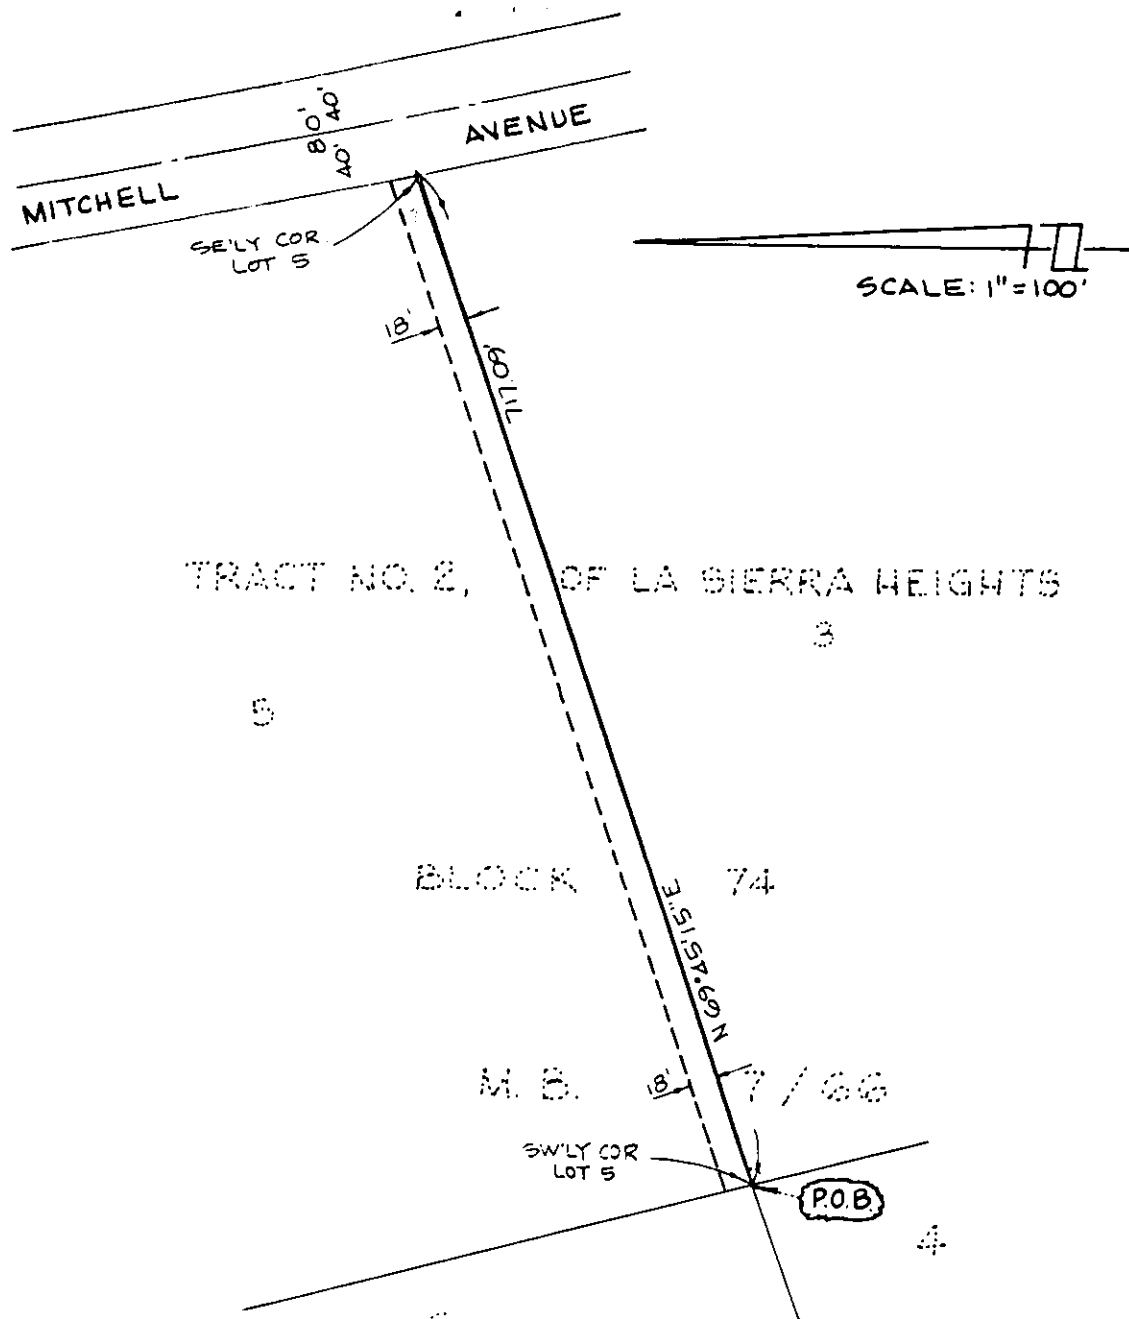 80'
40'
40'
MITCHELL AVENUE
SE'LY COR
LOT 5
SCALE: 1"=100'
18'
717.09'
TRACT NO. 2, OF LA SIERRA HEIGHTS
3
5
BLOCK 74
N 69°45'15"E
M. B. 7/66
18'
SW'LY COR
LOT 5
P.O.B.
4